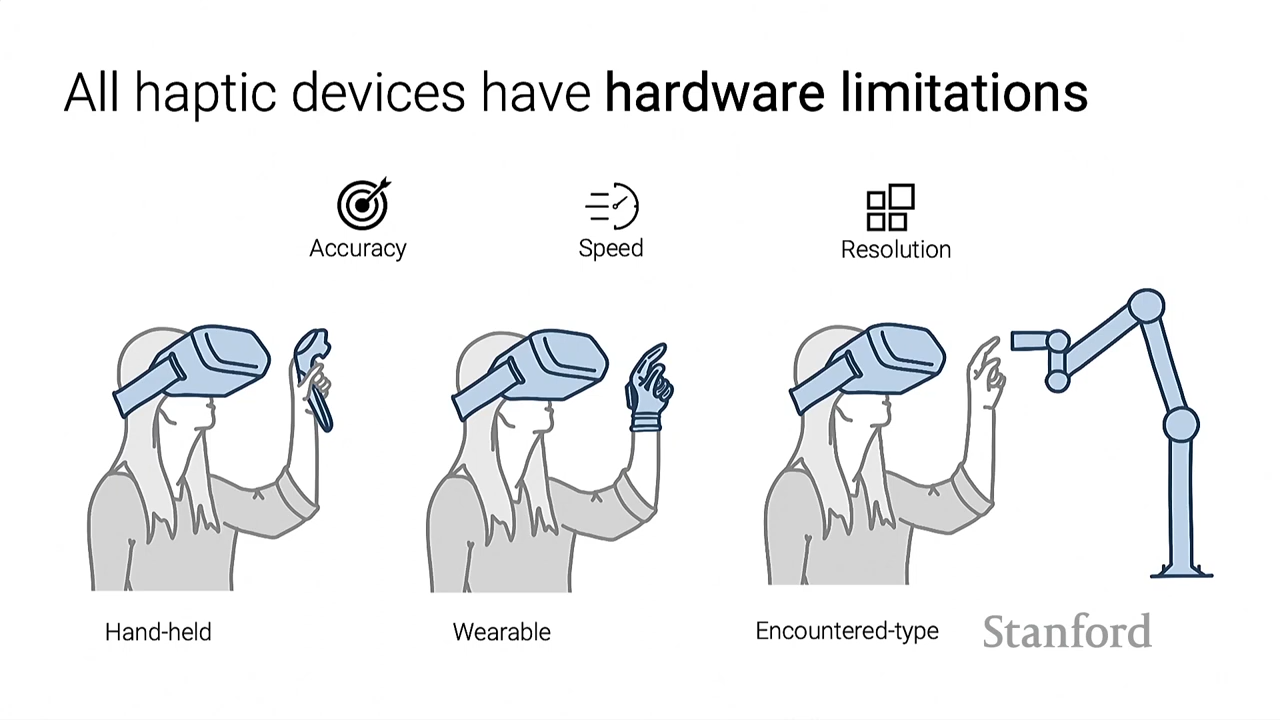 All haptic devices have hardware limitations
Accuracy
Speed
Resolution
Hand-held
Wearable
Encountered-type
Stanford